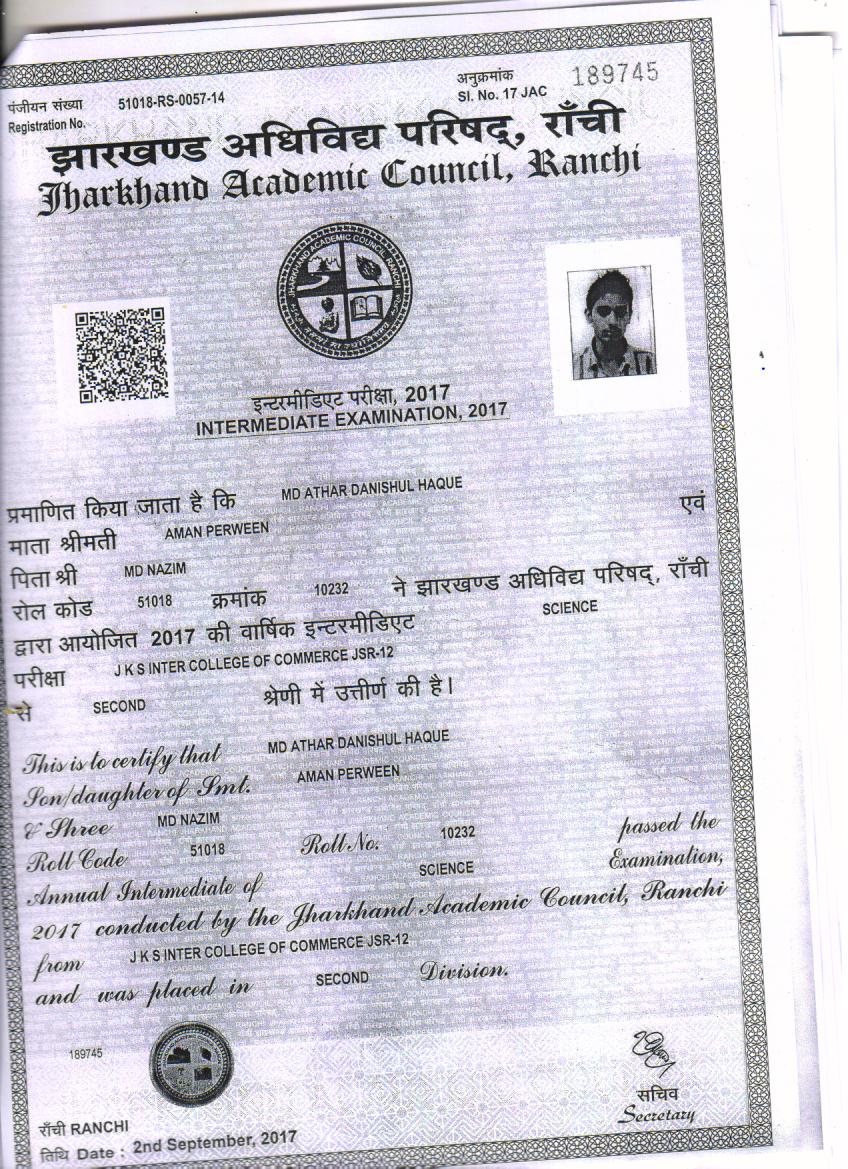 पंजीयन संख्या 51018-RS-0057-14 अनुक्रमांक 189745
Registration No. Sl. No. 17 JAC
झारखण्ड अधिविद्य परिषद्, राँची
Jharkhand Academic Council, Ranchi
JHARKHAND ACADEMIC COUNCIL, RANCHI
इन्टरमीडिएट परीक्षा, 2017
INTERMEDIATE EXAMINATION, 2017
प्रमाणित किया जाता है कि MD ATHAR DANISHUL HAQUE
माता श्रीमती AMAN PERWEEN एवं
पिता श्री MD NAZIM
रोल कोड 51018 क्रमांक 10232 ने झारखण्ड अधिविद्य परिषद्, राँची
द्वारा आयोजित 2017 की वार्षिक इन्टरमीडिएट SCIENCE
परीक्षा J K S INTER COLLEGE OF COMMERCE JSR-12
से SECOND श्रेणी में उत्तीर्ण की है।
This is to certify that MD ATHAR DANISHUL HAQUE
Son/daughter of Smt. AMAN PERWEEN
& Shree MD NAZIM
Roll Code 51018 Roll No. 10232 passed the
Annual Intermediate of SCIENCE Examination,
2017 conducted by the Jharkhand Academic Council, Ranchi
from J K S INTER COLLEGE OF COMMERCE JSR-12
and was placed in SECOND Division.
189745
राँची RANCHI
सचिव
Secretary
तिथि Date : 2nd September, 2017